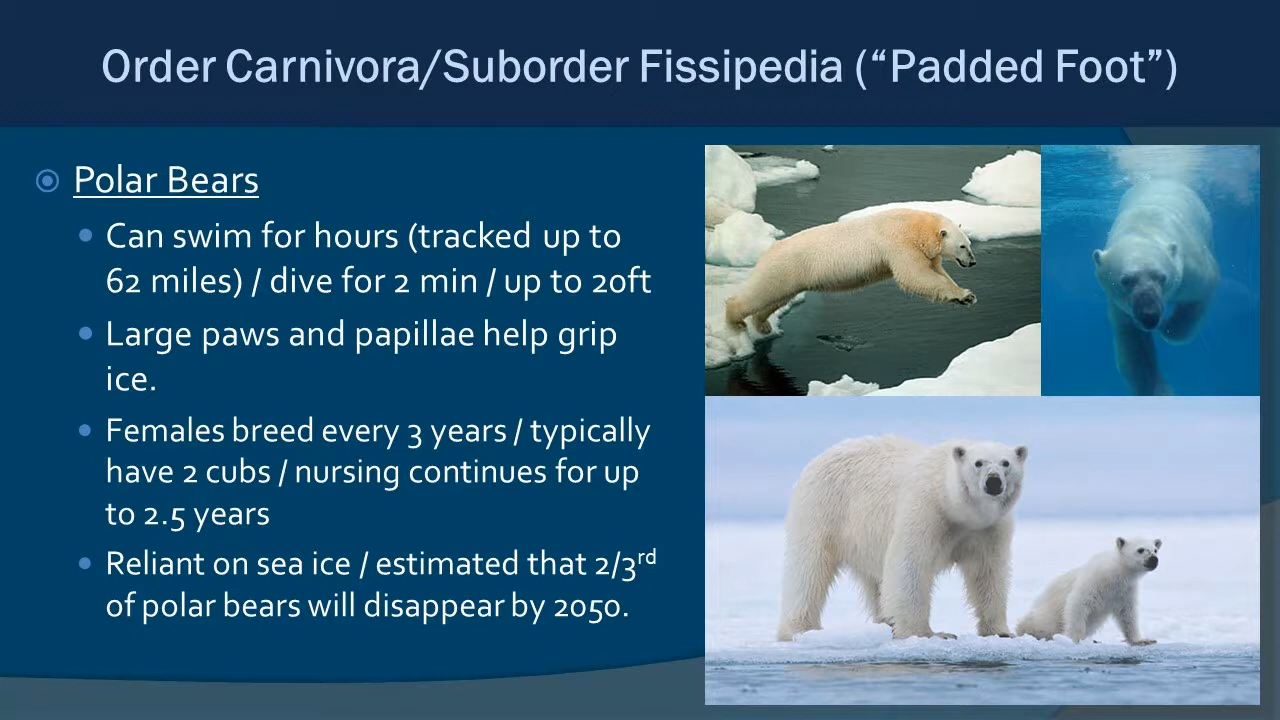 Order Carnivora/Suborder Fissipedia (“Padded Foot”)
Polar Bears
Can swim for hours (tracked up to
62 miles) / dive for 2 min / up to 20ft
Large paws and papillae help grip
ice.
Females breed every 3 years / typically
have 2 cubs / nursing continues for up
to 2.5 years
Reliant on sea ice / estimated that 2/3rd
of polar bears will disappear by 2050.